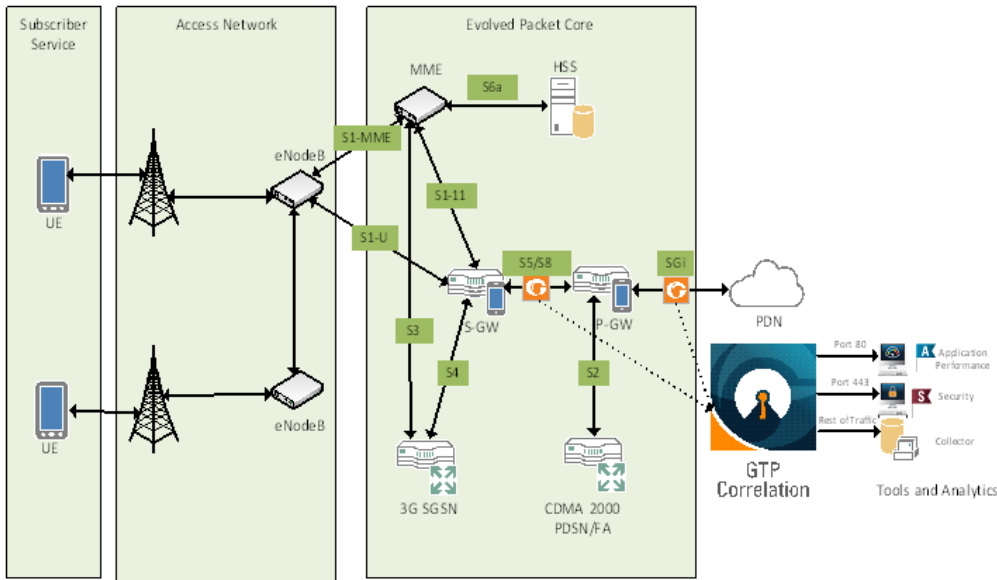 Subscriber
Service
Access Network
Evolved Packet Core
MME
HSS
S6a
S1-MME
eNodeB
S1-11
UE
S1-U
S5/S8
SGi
S-GW
P-GW
PDN
S3
S4
S2
Port 80
A
Application
Performance
Port 443
S
Security
Rest of Traffic
Collector
UE
eNodeB
GTP
Correlation
Tools and Analytics
3G SGSN
CDMA 2000
PDSN/FA